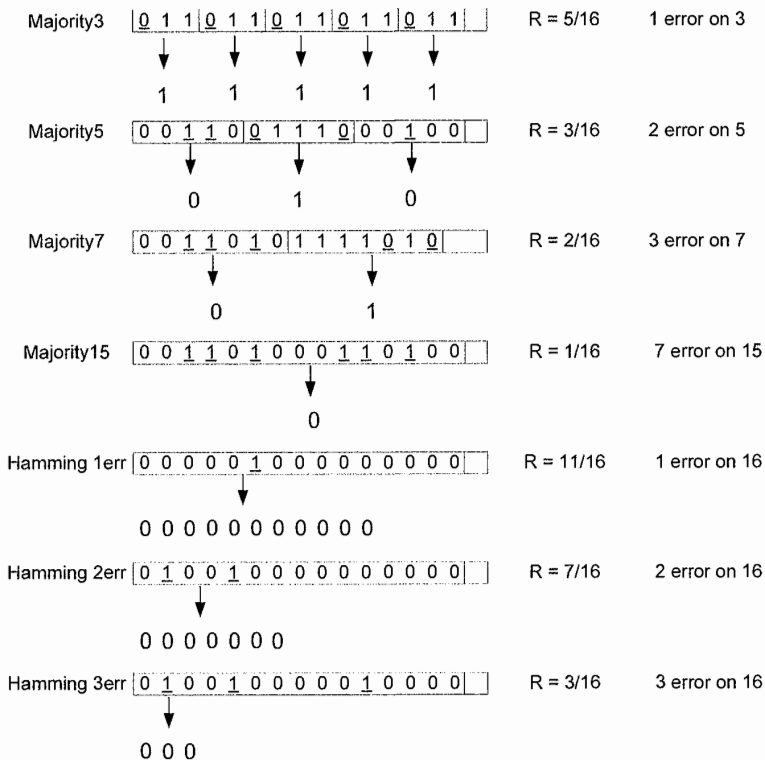 Majority3 0 1 1 0 1 1 0 1 1 0 1 1 0 1 1 R = 5/16 1 error on 3
1 1 1 1 1
Majority5 0 0 1 1 0 0 1 1 1 0 0 0 1 0 0 R = 3/16 2 error on 5
0 1 0
Majority7 0 0 1 1 0 1 0 1 1 1 1 0 1 0 R = 2/16 3 error on 7
0 1
Majority15 0 0 1 1 0 1 0 0 0 1 1 0 1 0 0 R = 1/16 7 error on 15
0
Hamming 1err 0 0 0 0 0 1 0 0 0 0 0 0 0 0 0 R = 11/16 1 error on 16
0 0 0 0 0 0 0 0 0 0 0
Hamming 2err 0 1 0 0 1 0 0 0 0 0 0 0 0 0 0 R = 7/16 2 error on 16
0 0 0 0 0 0 0
Hamming 3err 0 1 0 0 1 0 0 0 0 0 1 0 0 0 0 R = 3/16 3 error on 16
0 0 0